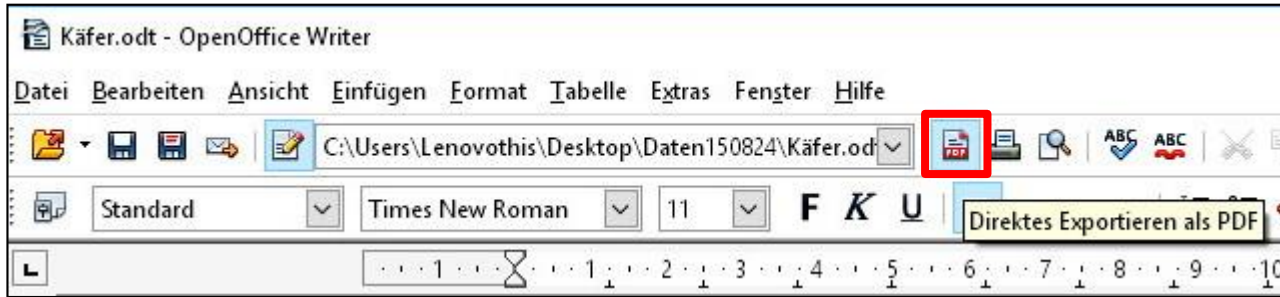 Käfer.odt - OpenOffice Writer
Datei Bearbeiten Ansicht Einfügen Format Tabelle Extras Fenster Hilfe
C:\Users\Lenovothis\Desktop\Daten150824\Käfer.od PDF ABC ABC
Standard Times New Roman 11 F K U
Direktes Exportieren als PDF
1 1 2 3 4 5 6 7 8 9 10